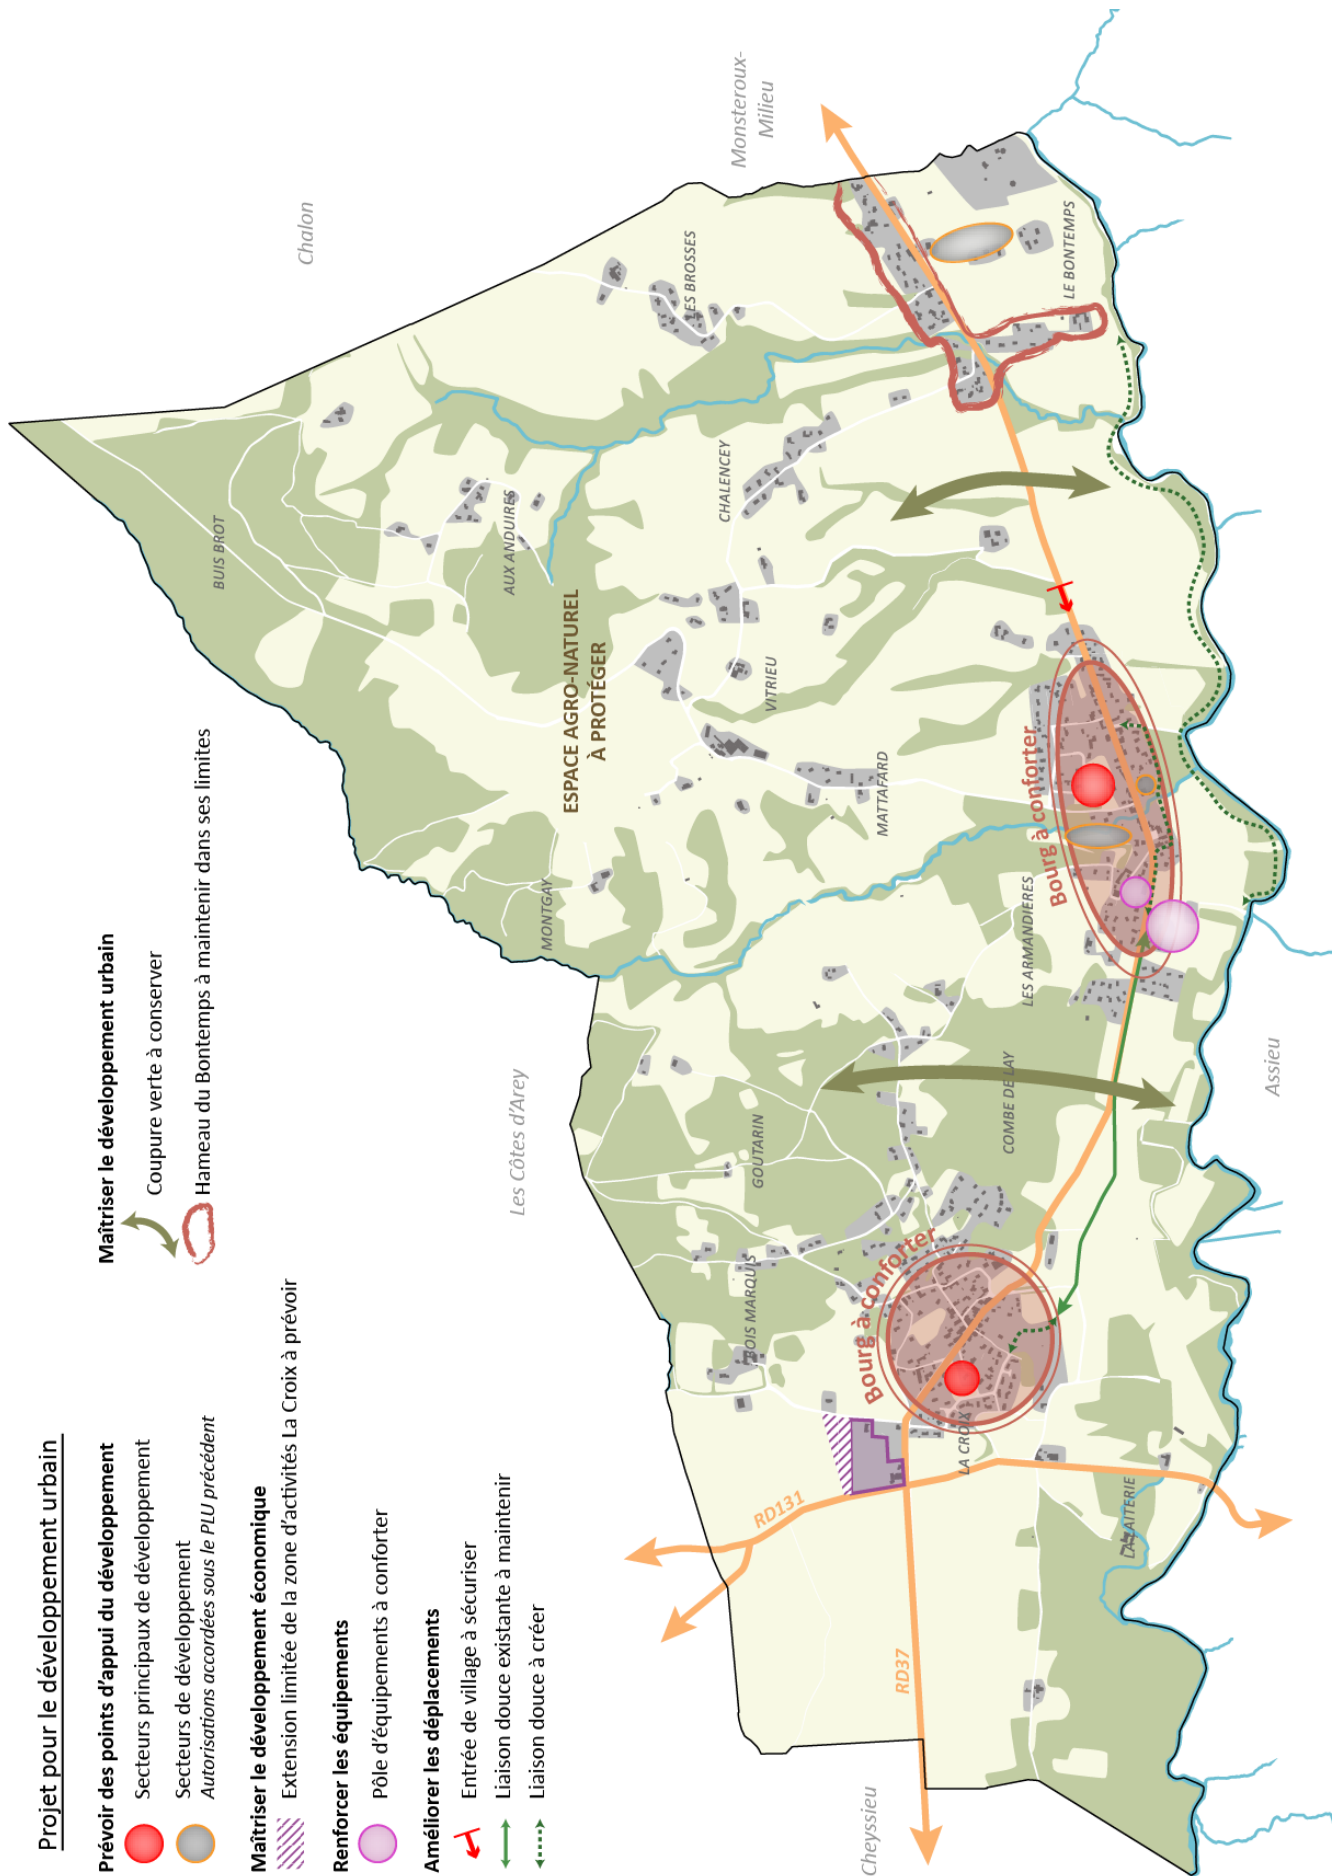 Projet pour le développement urbain
Prévoir des points d'appui du développement
Secteurs principaux de développement
Secteurs de développement
Autorisations accordées sous le PLU précédent
Maîtriser le développement économique
Extension limitée de la zone d'activités La Croix à prévoir
Renforcer les équipements
Pôle d'équipements à conforter
Améliorer les déplacements
Entrée de village à sécuriser
Liaison douce existante à maintenir
Liaison douce à créer
Maîtriser le développement urbain
Coupure verte à conserver
Hameau du Bontemps à maintenir dans ses limites
Chalon
Monsteroux-
Milieu
Les Côtes d'Arey
Cheyssieu
Assieu
BUIS BROT
AUX ANDUIRES
LES BROSSES
LE BONTEMPS
CHALENCEY
ESPACE AGRO-NATUREL
À PROTÉGER
VITRIEU
MATTAFARD
MONTGAY
LES ARMANDIERES
Bourg à conforter
COMBE DE LAY
GOUTARIN
BOIS MARQUIS
Bourg à conforter
LA CROIX
LA LAITERIE
RD131
RD37